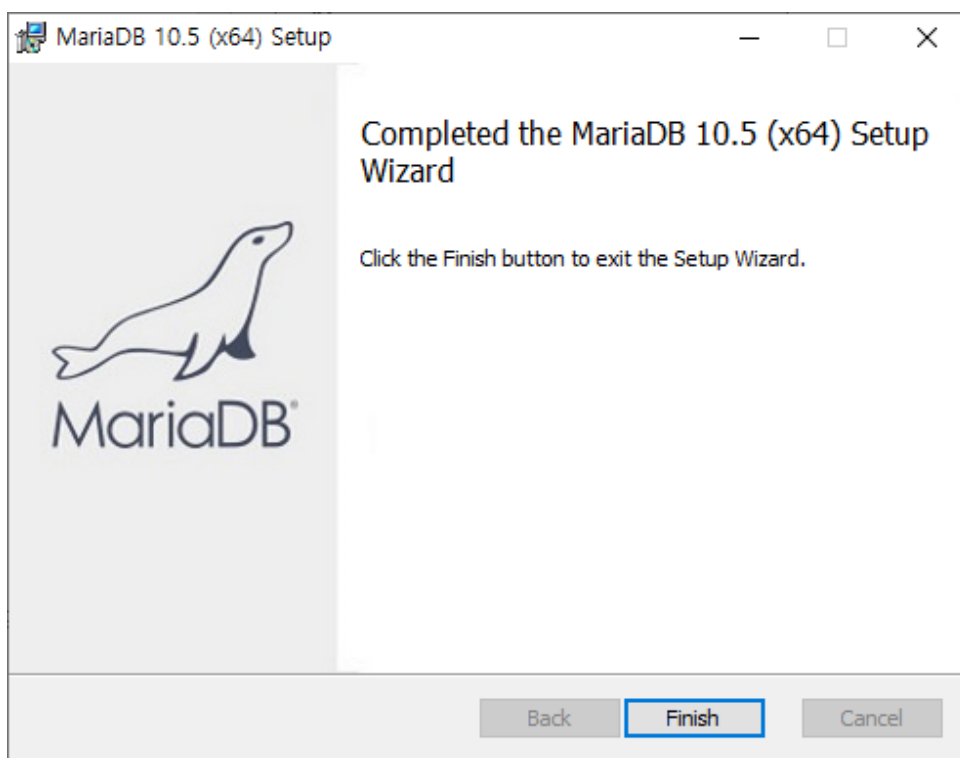 MariaDB 10.5 (x64) Setup
Completed the MariaDB 10.5 (x64) Setup
Wizard
Click the Finish button to exit the Setup Wizard.
MariaDB®
Back
Finish
Cancel